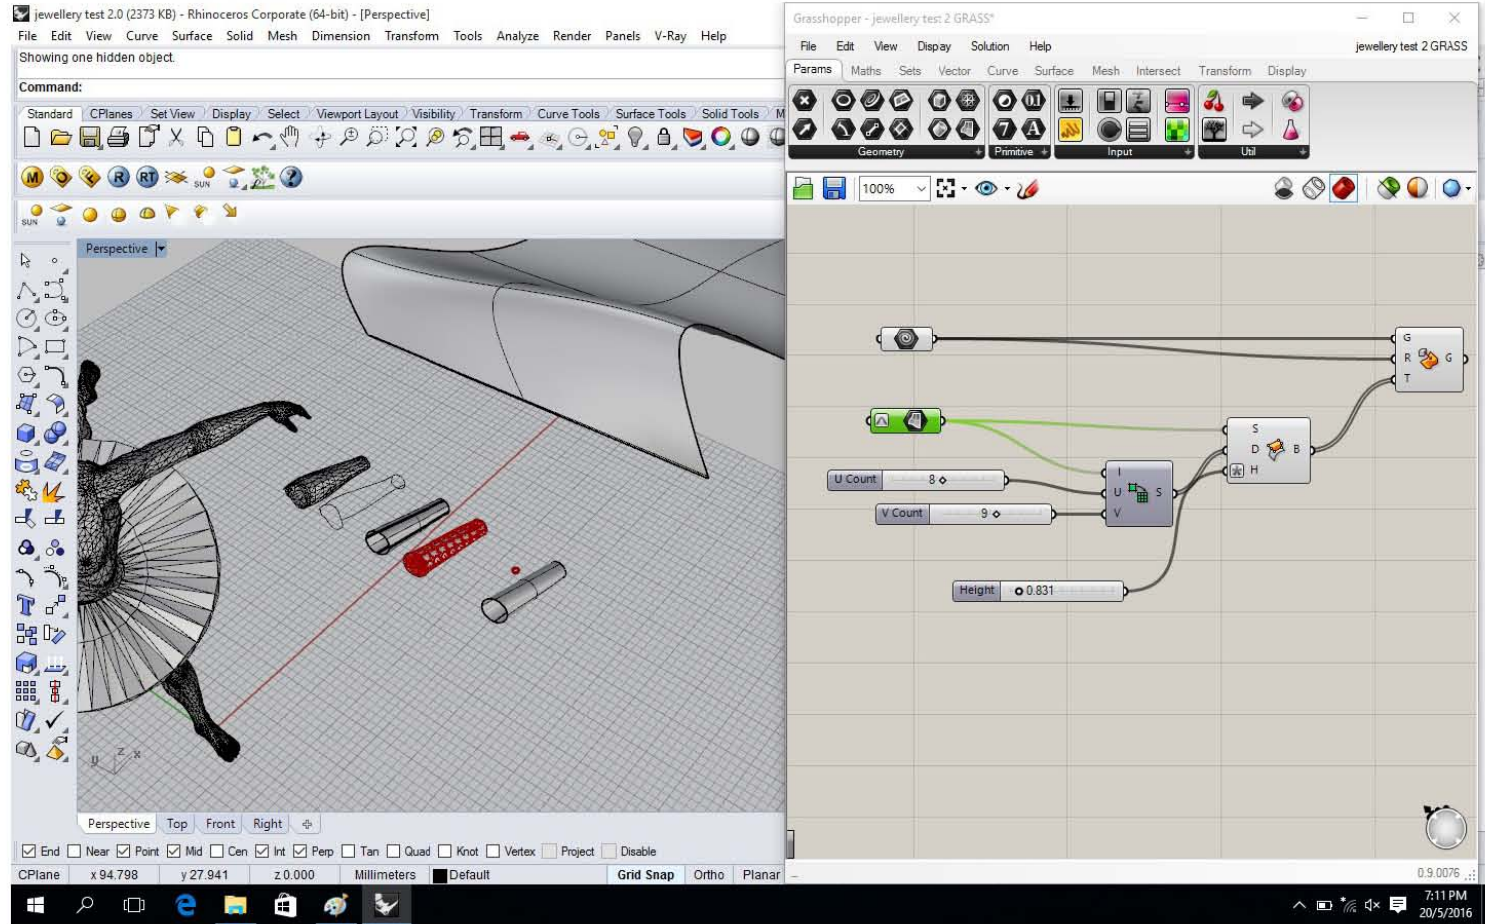 jewellery test 2.0 (2373 KB) - Rhinoceros Corporate (64-bit) - [Perspective]
File Edit View Curve Surface Solid Mesh Dimension Transform Tools Analyze Render Panels V-Ray Help
Showing one hidden object.
Command:
Standard CPlanes Set View Display Select Viewport Layout Visibility Transform Curve Tools Surface Tools Solid Tools M
M O R RT SUN
SUN
Perspective
y z x
Perspective Top Front Right
End Near Point Mid Cen Int Perp Tan Quad Knot Vertex Project Disable
CPlane x 94.798 y 27.941 z 0.000 Millimeters Default Grid Snap Ortho Planar
Grasshopper - jewellery test 2 GRASS*
File Edit View Display Solution Help jewellery test 2 GRASS
Params Maths Sets Vector Curve Surface Mesh Intersect Transform Display
Geometry Primitive Input Util
100%
G
R G
T
S
D B
H
U Count 8
I
U S
V
V Count 9
Height 0.831
0.9.0076
7:11 PM
20/5/2016